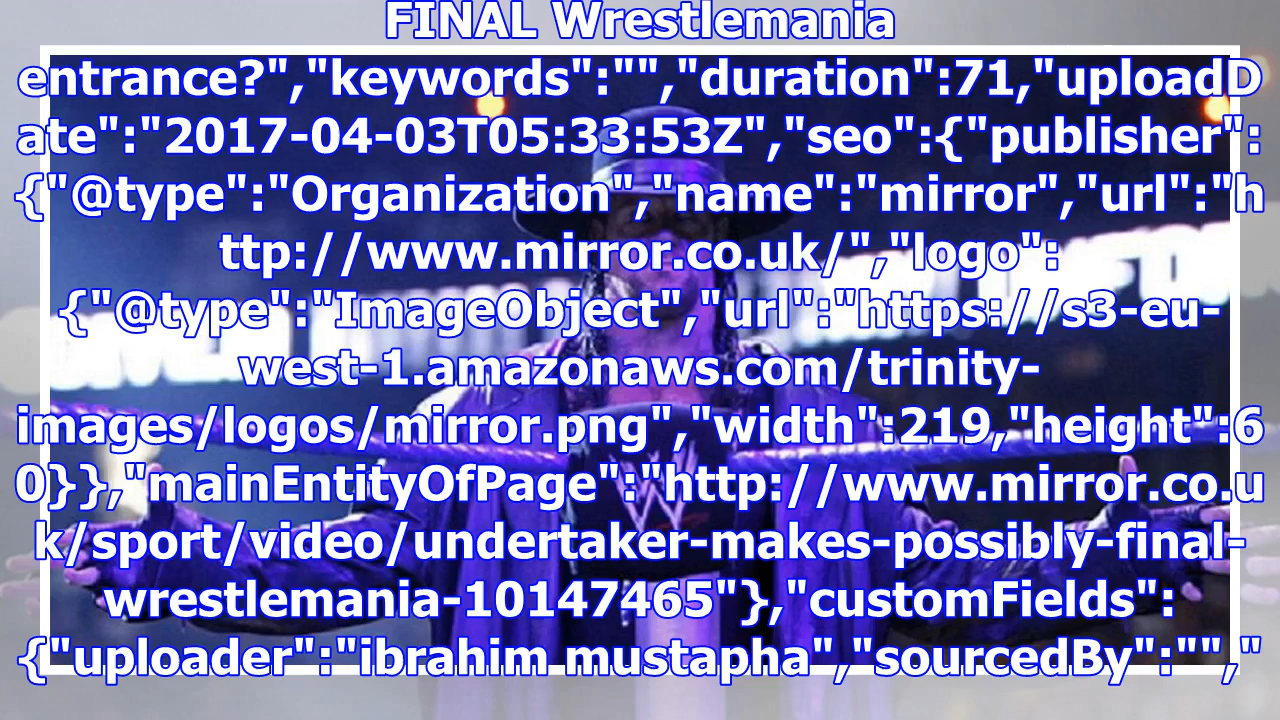 FINAL Wrestlemania
entrance?","keywords":"","duration":71,"uploadD
ate":"2017-04-03T05:33:53Z","seo":{"publisher":
{"@type":"Organization","name":"mirror","url":"h
ttp://www.mirror.co.uk/","logo":
{"@type":"ImageObject","url":"https://s3-eu-
west-1.amazonaws.com/trinity-
images/logos/mirror.png","width":219,"height":6
0}},"mainEntityOfPage":"http://www.mirror.co.u
k/sport/video/undertaker-makes-possibly-final-
wrestlemania-10147465"},"customFields":
{"uploader":"ibrahim mustapha","sourcedBy":"","